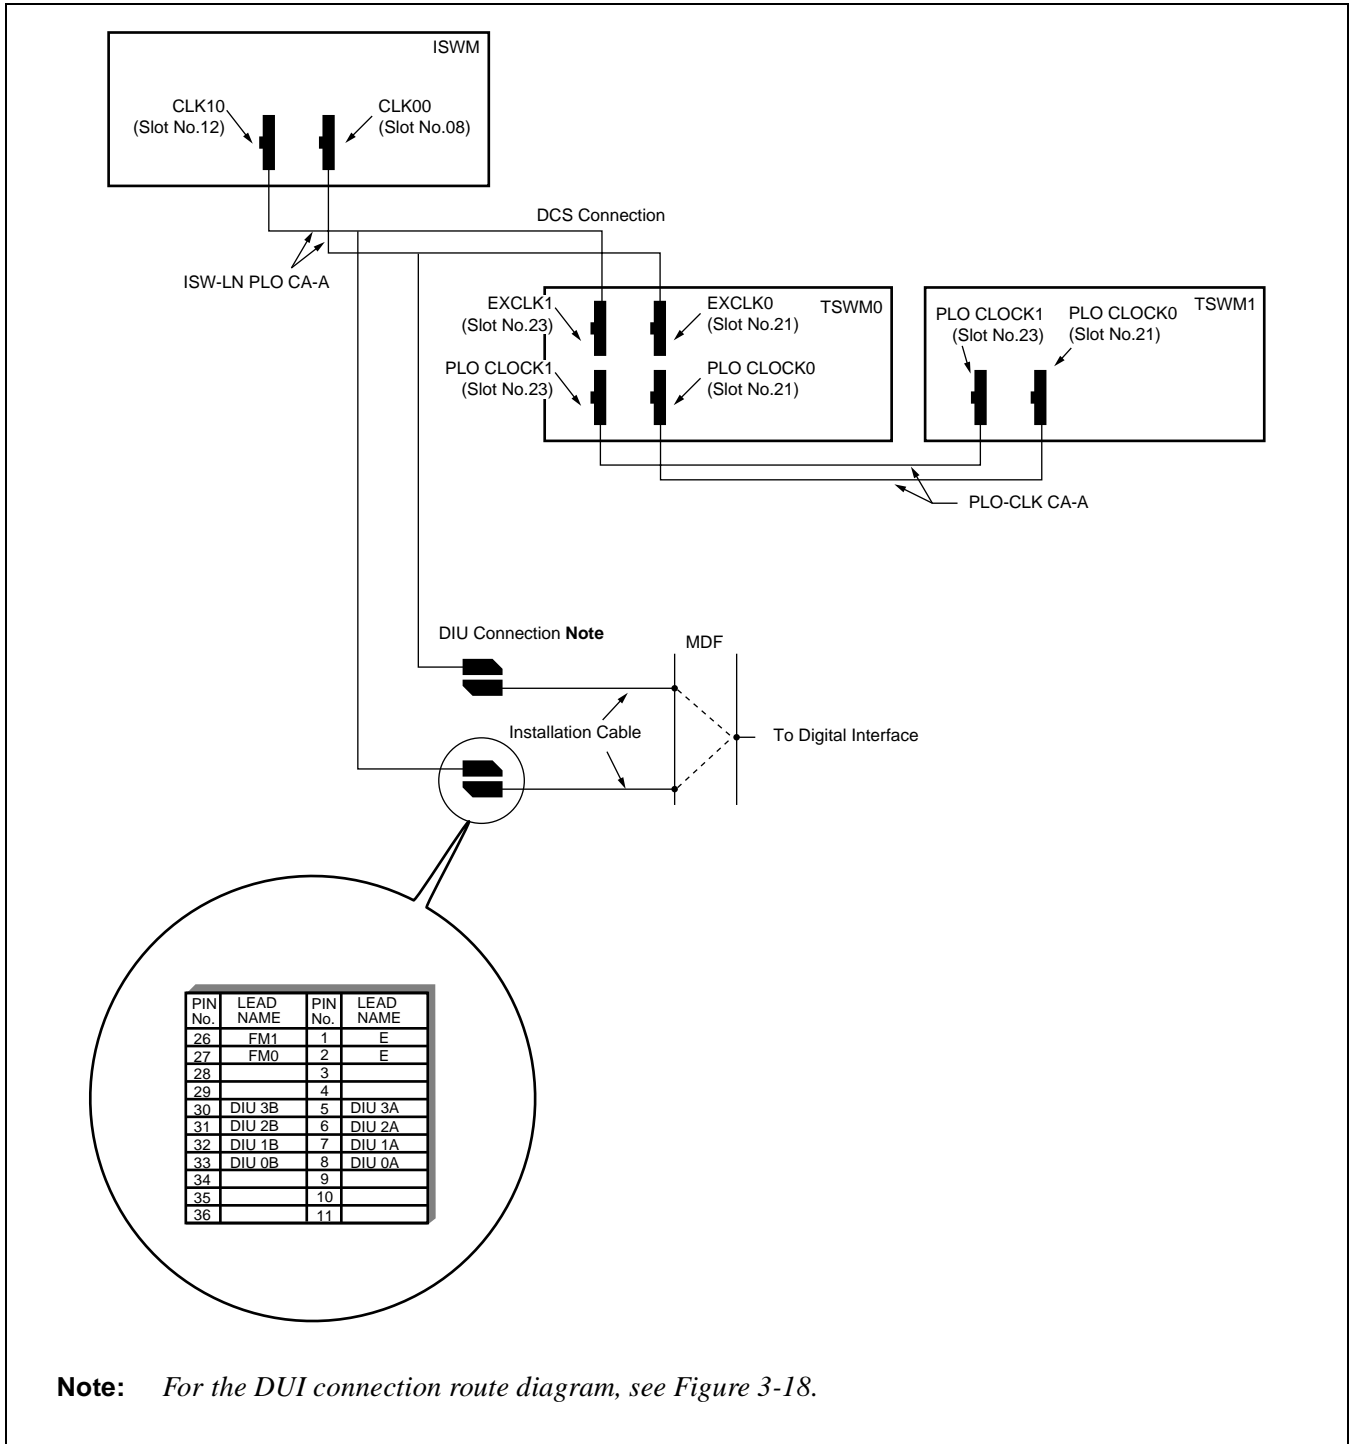 ISWM
CLK10
(Slot No.12)
CLK00
(Slot No.08)
DCS Connection
ISW-LN PLO CA-A
EXCLK1
(Slot No.23)
EXCLK0
(Slot No.21)
TSWM0
PLO CLOCK1
(Slot No.23)
PLO CLOCK0
(Slot No.21)
TSWM1
PLO CLOCK1
(Slot No.23)
PLO CLOCK0
(Slot No.21)
PLO-CLK CA-A
DIU Connection Note
MDF
Installation Cable
To Digital Interface
PIN No. LEAD NAME PIN No. LEAD NAME
26 FM1 1 E
27 FM0 2 E
28 3
29 4
30 DIU 3B 5 DIU 3A
31 DIU 2B 6 DIU 2A
32 DIU 1B 7 DIU 1A
33 DIU 0B 8 DIU 0A
34 9
35 10
36 11
Note: For the DUI connection route diagram, see Figure 3-18.